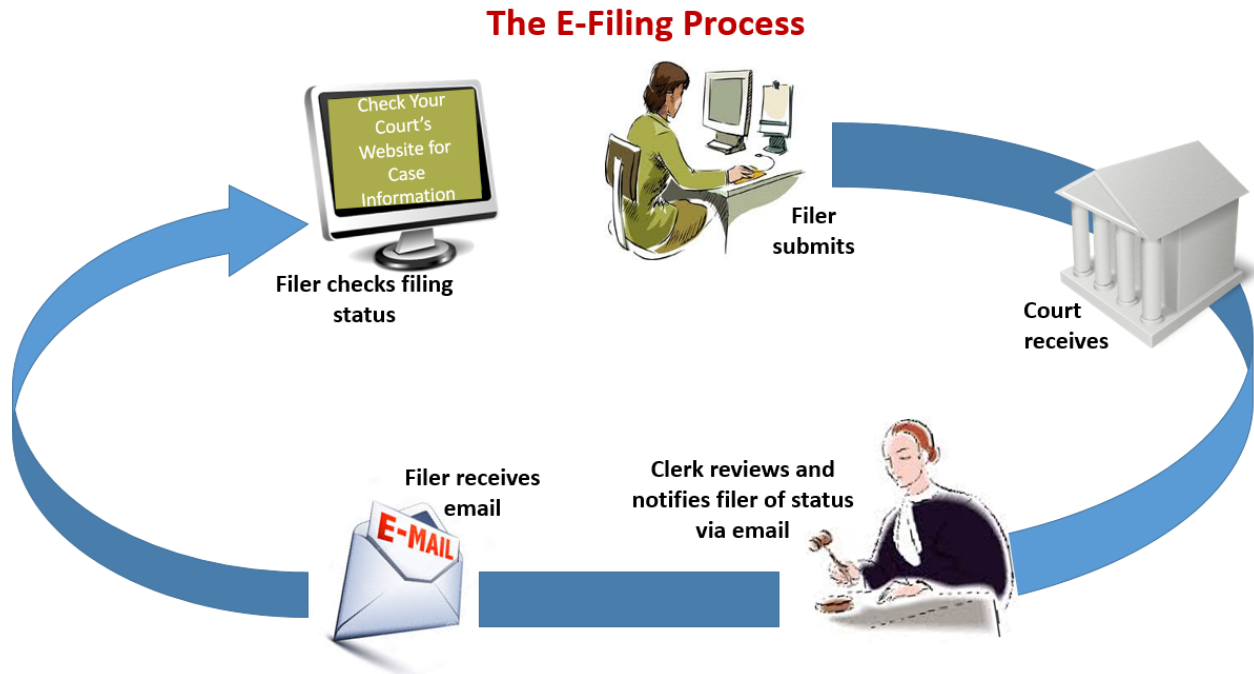 The E-Filing Process
Check Your
Court's
Website for
Case
Information
Filer checks filing
status
Filer
submits
Court
receives
Clerk reviews and
notifies filer of status
via email
Filer receives
email
E-MAIL